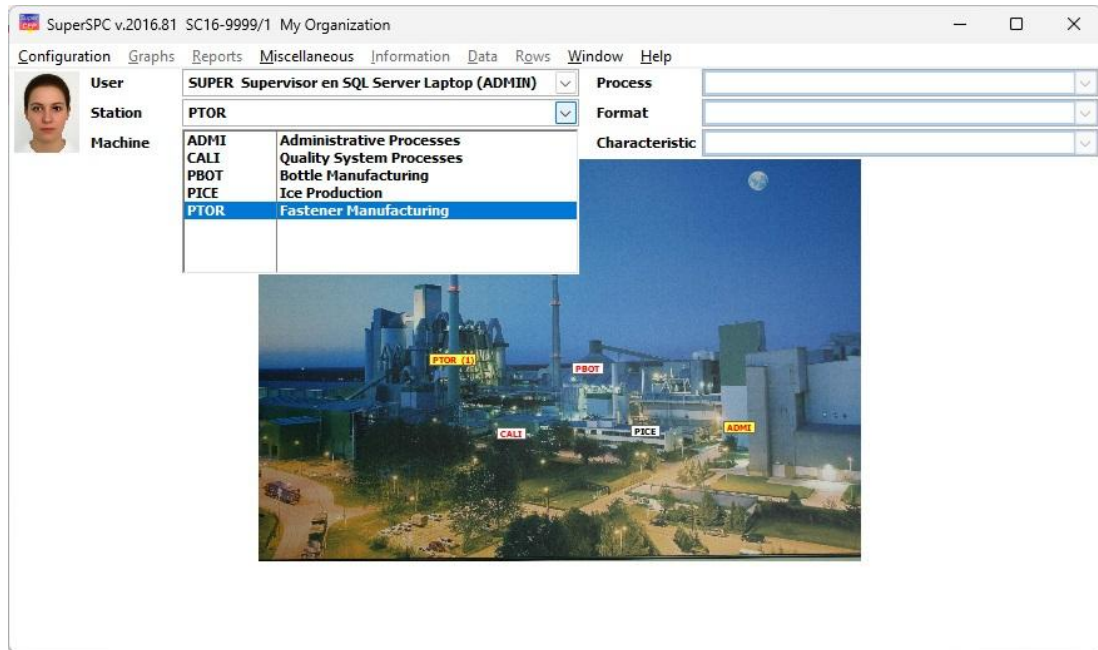 SuperSPC v.2016.81 SC16-9999/1 My Organization
Configuration Graphs Reports Miscellaneous Information Data Rows Window Help
User SUPER Supervisor en SQL Server Laptop (ADMIN) Process
Station PTOR Format
Machine Characteristic
ADMI Administrative Processes
CALI Quality System Processes
PBOT Bottle Manufacturing
PICE Ice Production
PTOR Fastener Manufacturing
PTOR (1)
PBOT
CALI PICE ADMI